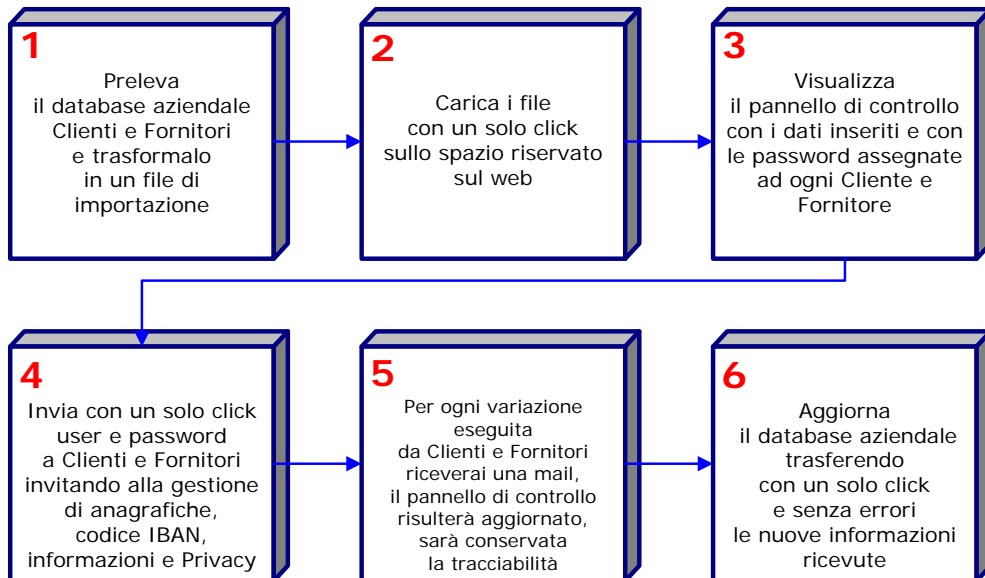 1
Preleva
il database aziendale
Clienti e Fornitori
e trasformalo
in un file di
importazione
2
Carica i file
con un solo click
sullo spazio riservato
sul web
3
Visualizza
il pannello di controllo
con i dati inseriti e con
le password assegnate
ad ogni Cliente e
Fornitore
4
Invia con un solo click
user e password
a Clienti e Fornitori
invitando alla gestione
di anagrafiche,
codice IBAN,
informazioni e Privacy
5
Per ogni variazione
eseguita
da Clienti e Fornitori
riceverai una mail,
il pannello di controllo
risulterà aggiornato,
sarà conservata
la tracciabilità
6
Aggiorna
il database aziendale
trasferendo
con un solo click
e senza errori
le nuove informazioni
ricevute